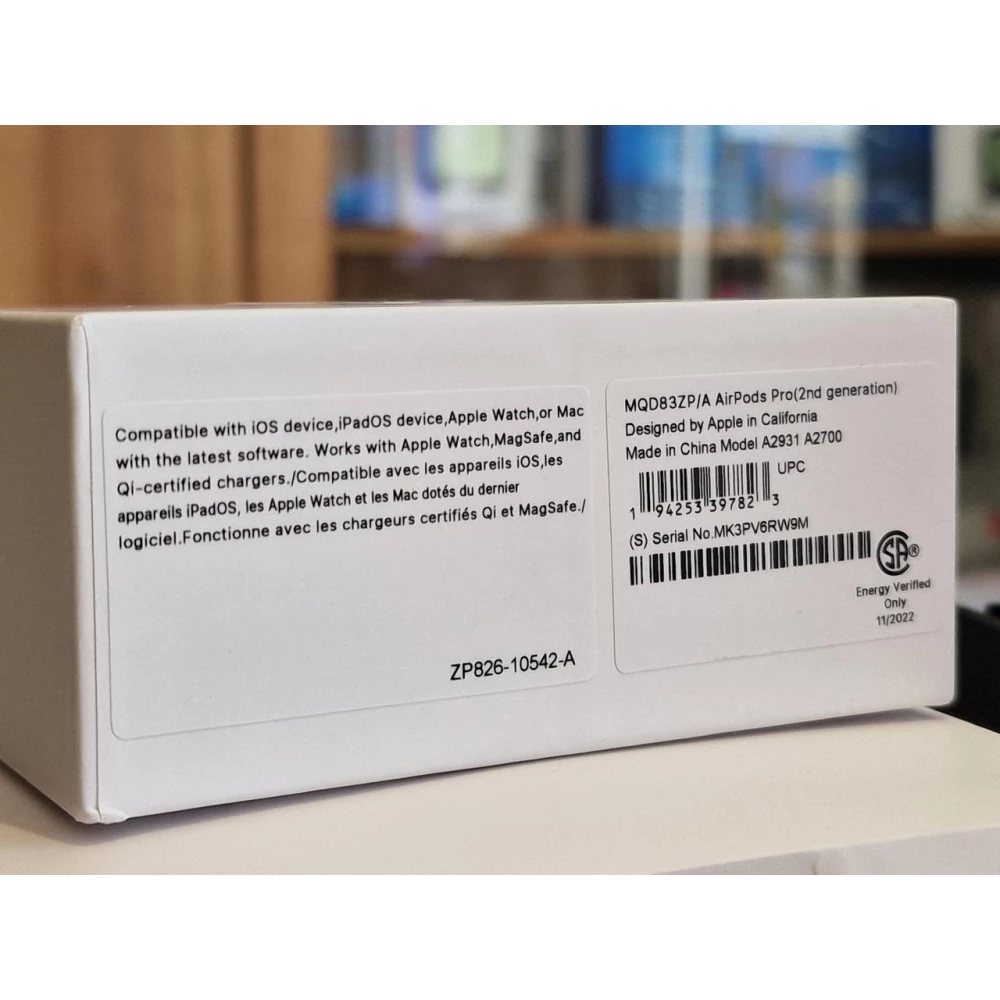 Compatible with iOS device,iPadOS device,Apple Watch,or Mac
with the latest software. Works with Apple Watch,MagSafe,and
Qi-certified chargers./Compatible avec les appareils iOS,les
appareils iPadOS, les Apple Watch et les Mac dotés du dernier
logiciel.Fonctionne avec les chargeurs certifiés Qi et MagSafe./
ZP826-10542-A
MQD83ZP/A AirPods Pro(2nd generation)
Designed by Apple in California
Made in China Model A2931 A2700
UPC
1 94253 39782 3
(S) Serial No.MK3PV6RW9M
SA®
Energy Verified
Only
11/2022